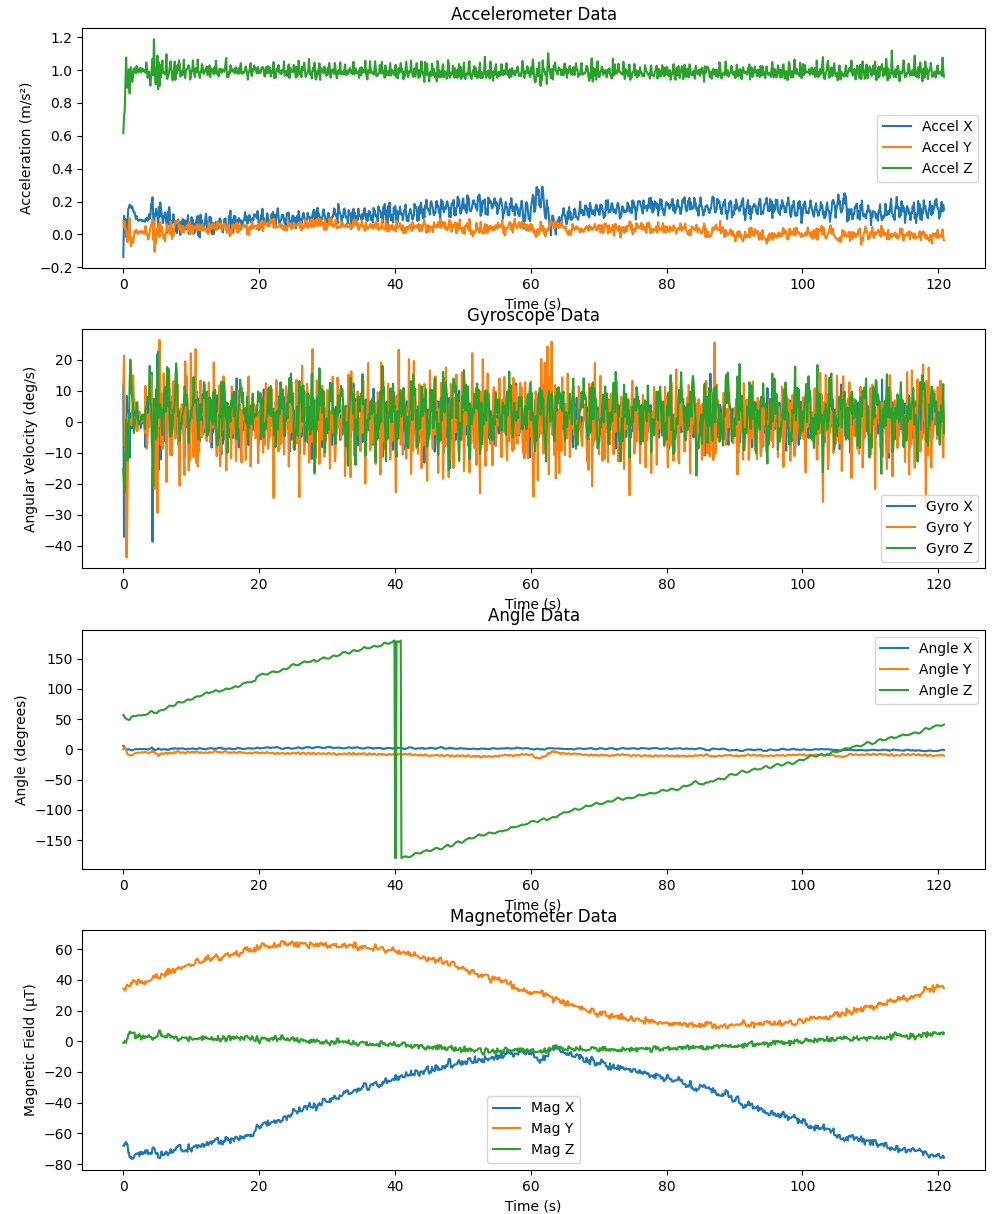 Accelerometer Data
Acceleration (m/s²)
1.2
1.0
0.8
0.6
0.4
0.2
0.0
−0.2
Accel X
Accel Y
Accel Z
0 20 40 60 80 100 120
Time (s)
Gyroscope Data
Angular Velocity (deg/s)
20
10
0
−10
−20
−30
−40
Gyro X
Gyro Y
Gyro Z
0 20 40 60 80 100 120
Time (s)
Angle Data
Angle (degrees)
150
100
50
0
−50
−100
−150
Angle X
Angle Y
Angle Z
0 20 40 60 80 100 120
Time (s)
Magnetometer Data
Magnetic Field (µT)
60
40
20
0
−20
−40
−60
−80
Mag X
Mag Y
Mag Z
0 20 40 60 80 100 120
Time (s)